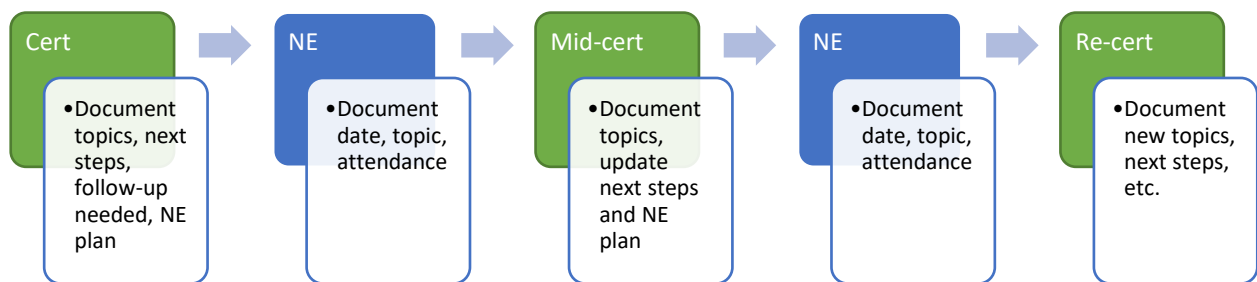 Cert
•Document
topics, next
steps,
follow-up
needed, NE
plan
NE
•Document
date, topic,
attendance
Mid-cert
•Document
topics,
update
next steps
and NE
plan
NE
•Document
date, topic,
attendance
Re-cert
•Document
new topics,
next steps,
etc.